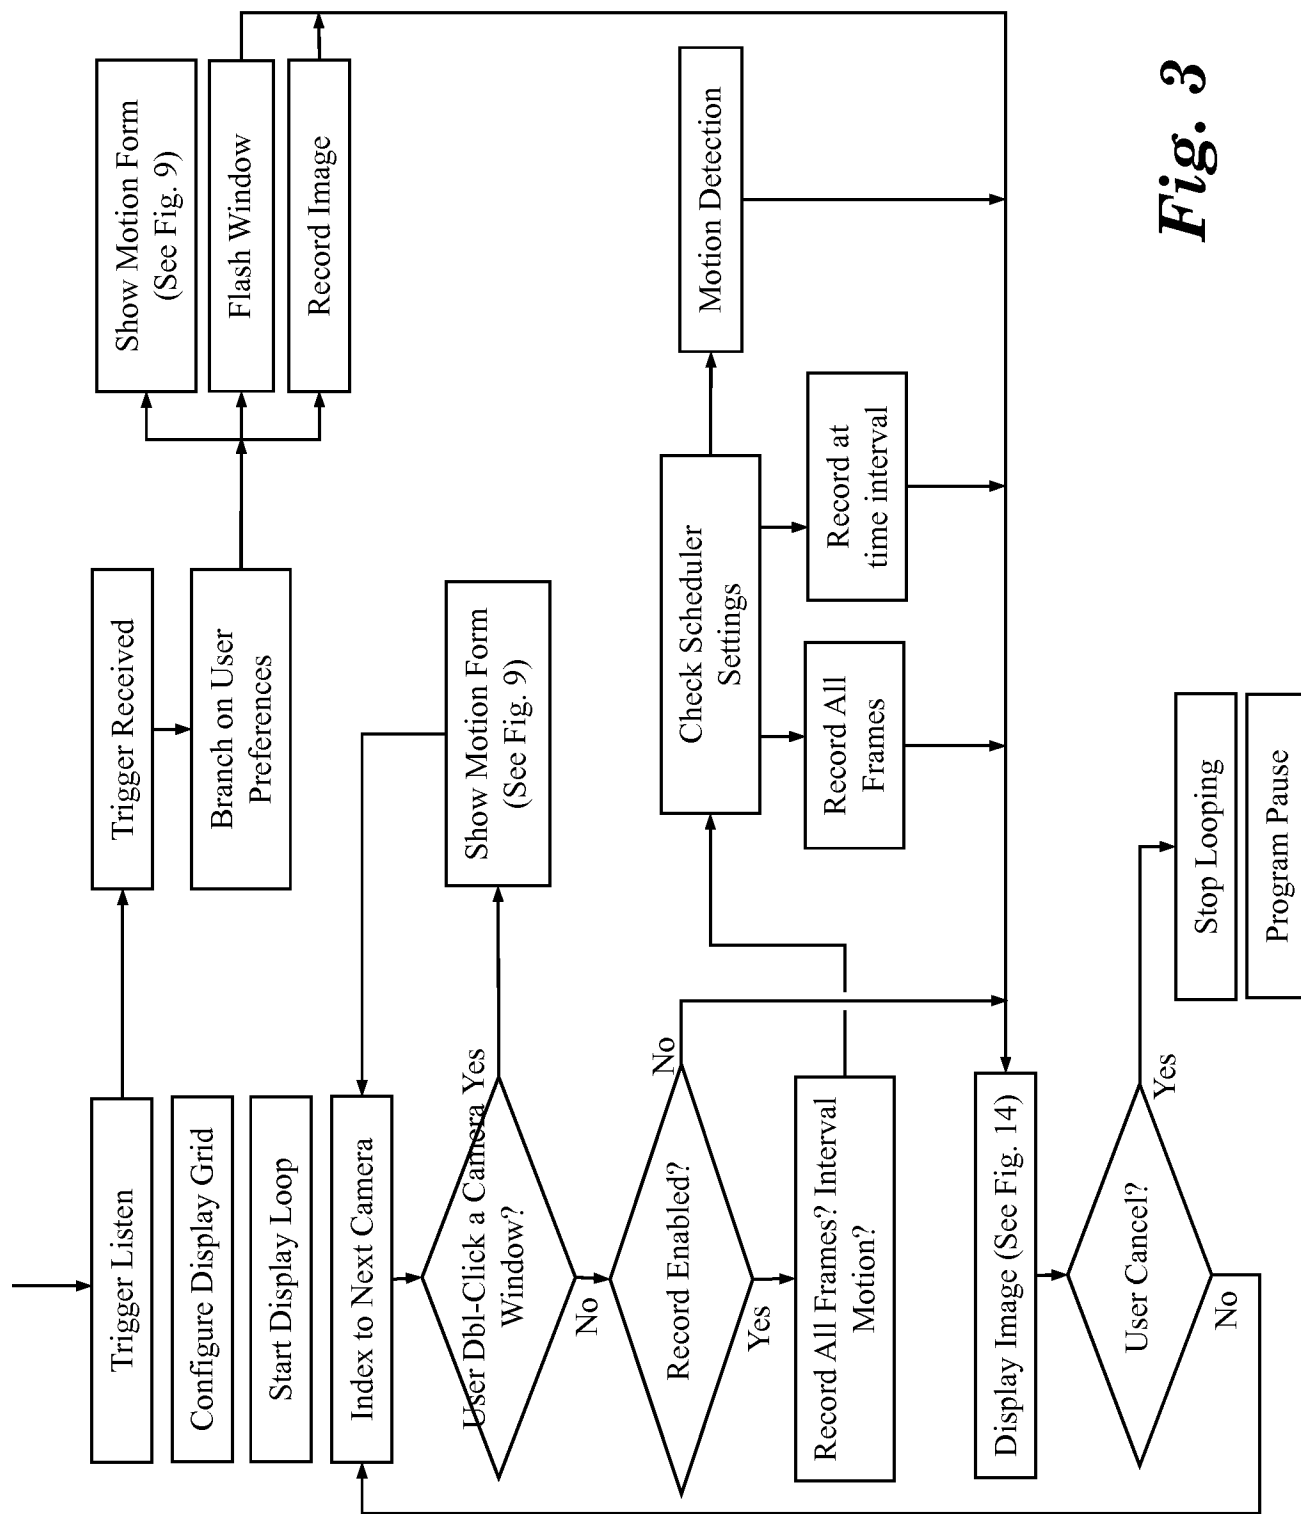 Trigger Listen
Configure Display Grid
Start Display Loop
Index to Next Camera
User Dbl-Click a Camera
Window?
Yes
No
Record Enabled?
No
Yes
Record All Frames? Interval
Motion?
Display Image (See Fig. 14)
User Cancel?
Yes
No
Trigger Received
Branch on User
Preferences
Show Motion Form
(See Fig. 9)
Check Scheduler
Settings
Record All
Frames
Record at
time interval
Stop Looping
Program Pause
Show Motion Form
(See Fig. 9)
Flash Window
Record Image
Motion Detection
Fig. 3